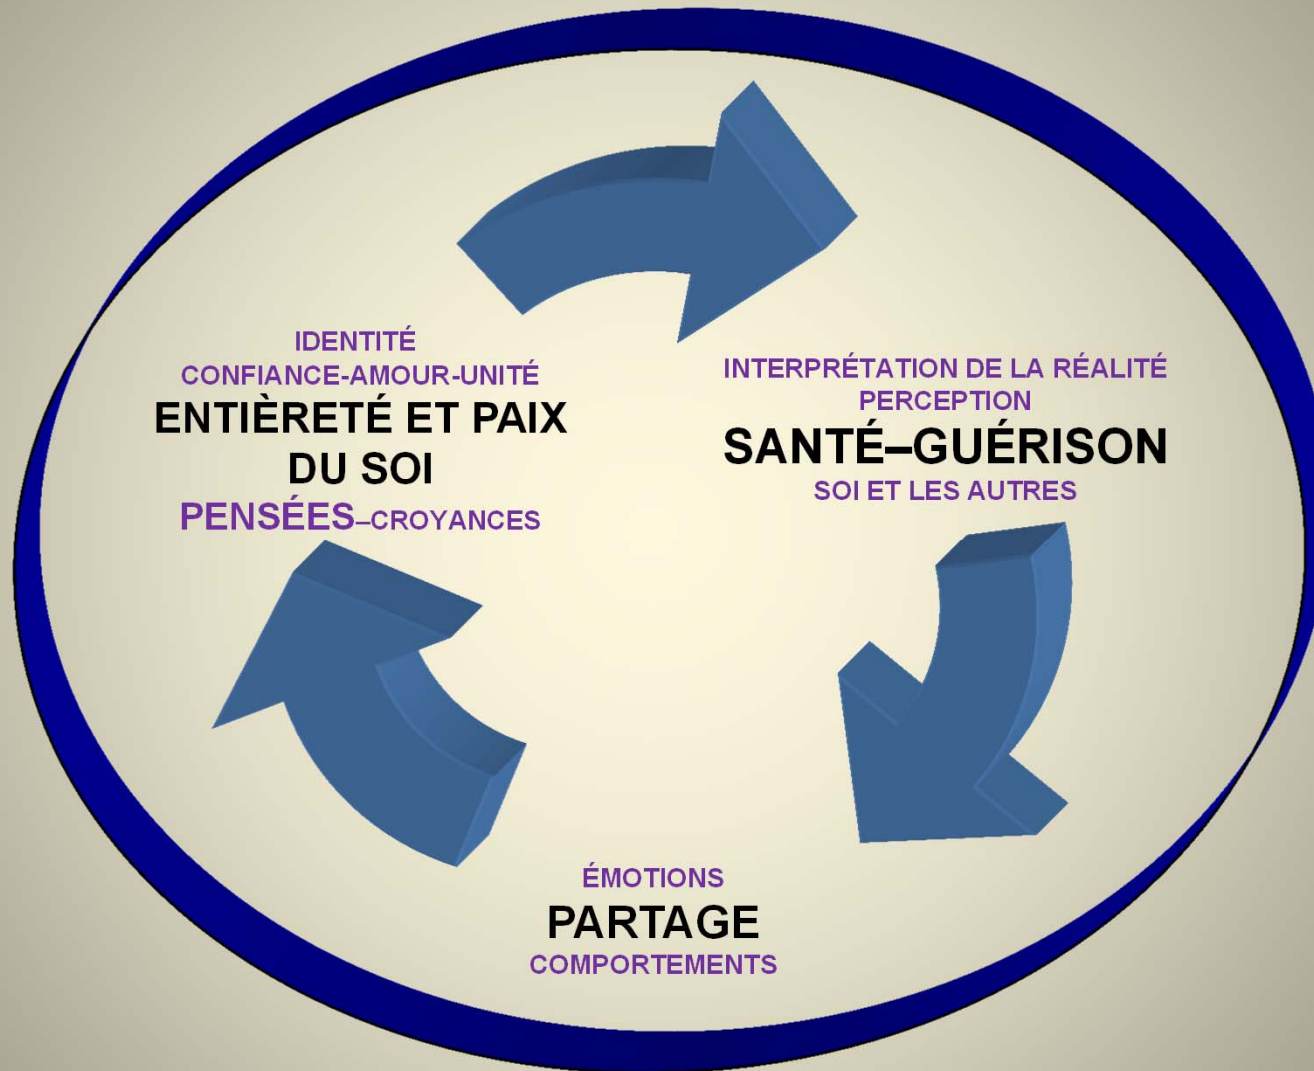 IDENTITÉ
CONFIANCE-AMOUR-UNITÉ
ENTIÈRETÉ ET PAIX
DU SOI
PENSÉES–CROYANCES
INTERPRÉTATION DE LA RÉALITÉ
PERCEPTION
SANTÉ–GUÉRISON
SOI ET LES AUTRES
ÉMOTIONS
PARTAGE
COMPORTEMENTS